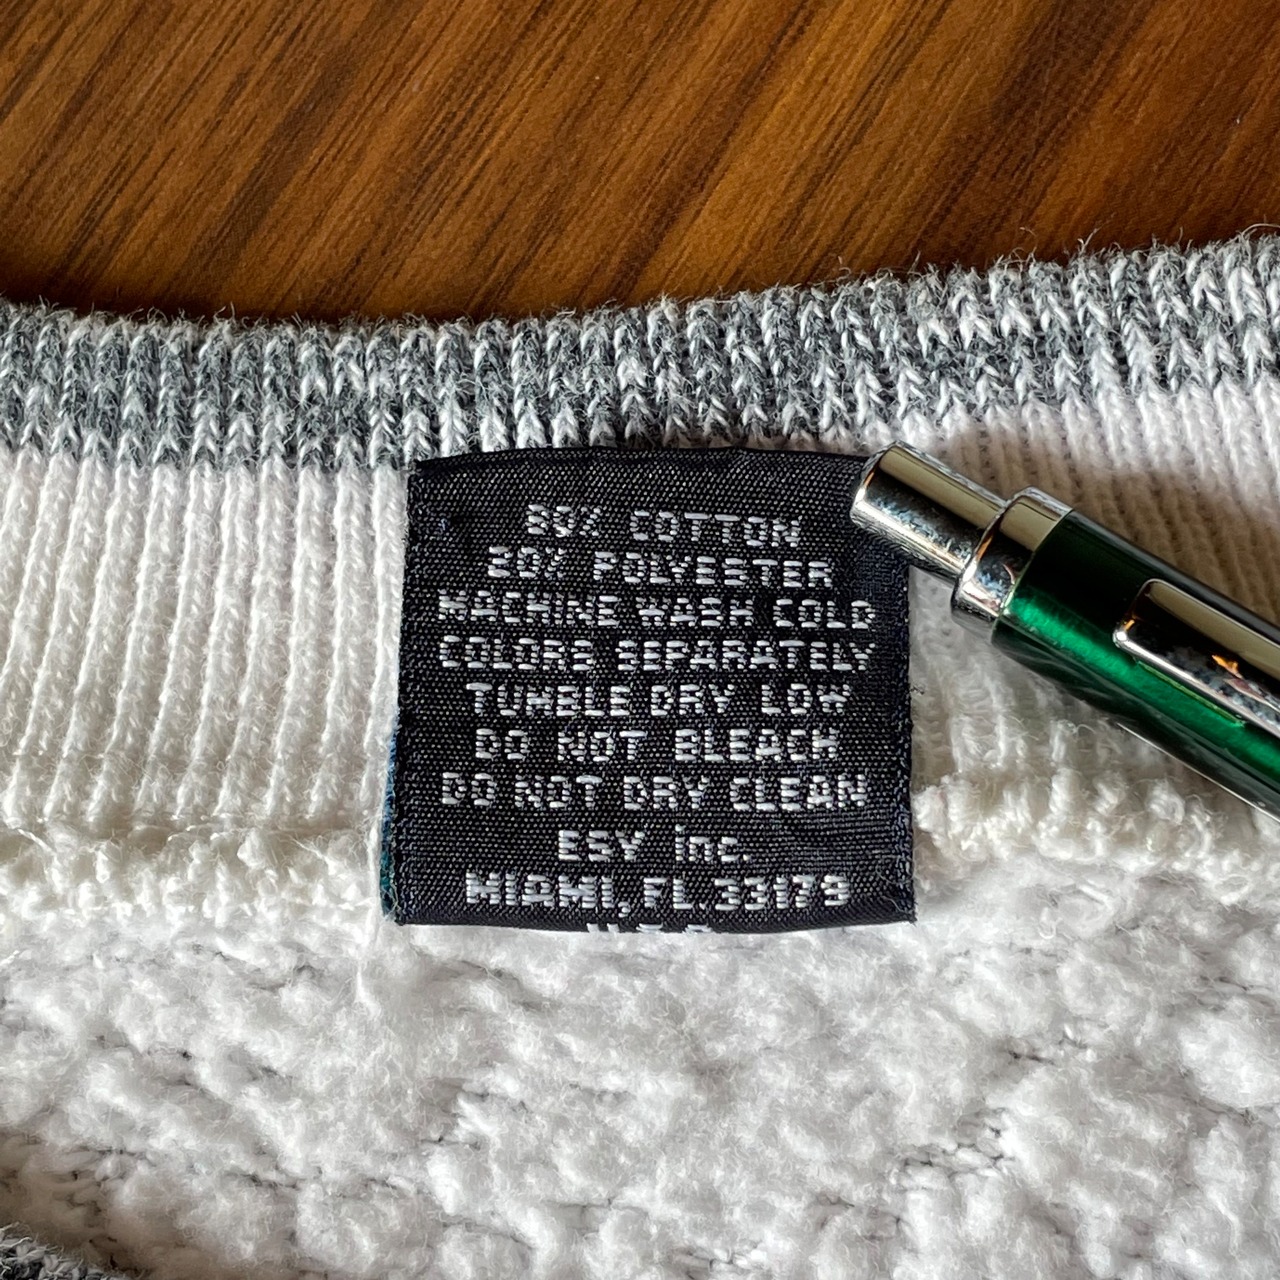 80% COTTON
20% POLYESTER
MACHINE WASH COLD
COLORS SEPARATELY
TUMBLE DRY LOW
DO NOT BLEACH
DO NOT DRY CLEAN
ESY inc.
MIAMI, FL 33179